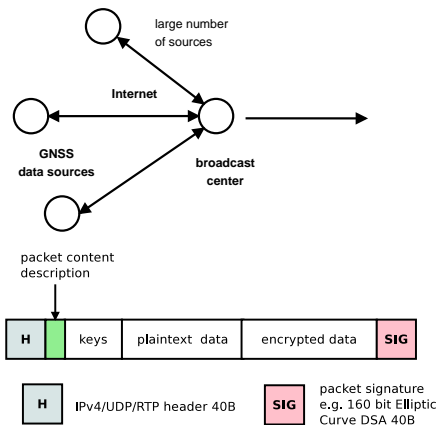 large number
of sources
Internet
GNSS
data sources
broadcast
center
packet content
description
H keys plaintext data encrypted data SIG
H IPv4/UDP/RTP header 40B
SIG packet signature
e.g. 160 bit Elliptic
Curve DSA 40B